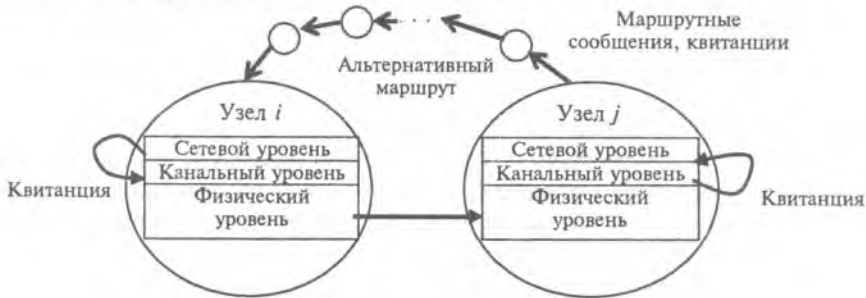 Маршрутные
сообщения, квитанции
Альтернативный
маршрут
Узел i
Сетевой уровень
Канальный уровень
Физический
уровень
Квитанция
Узел j
Сетевой уровень
Канальный уровень
Физический
уровень
Квитанция